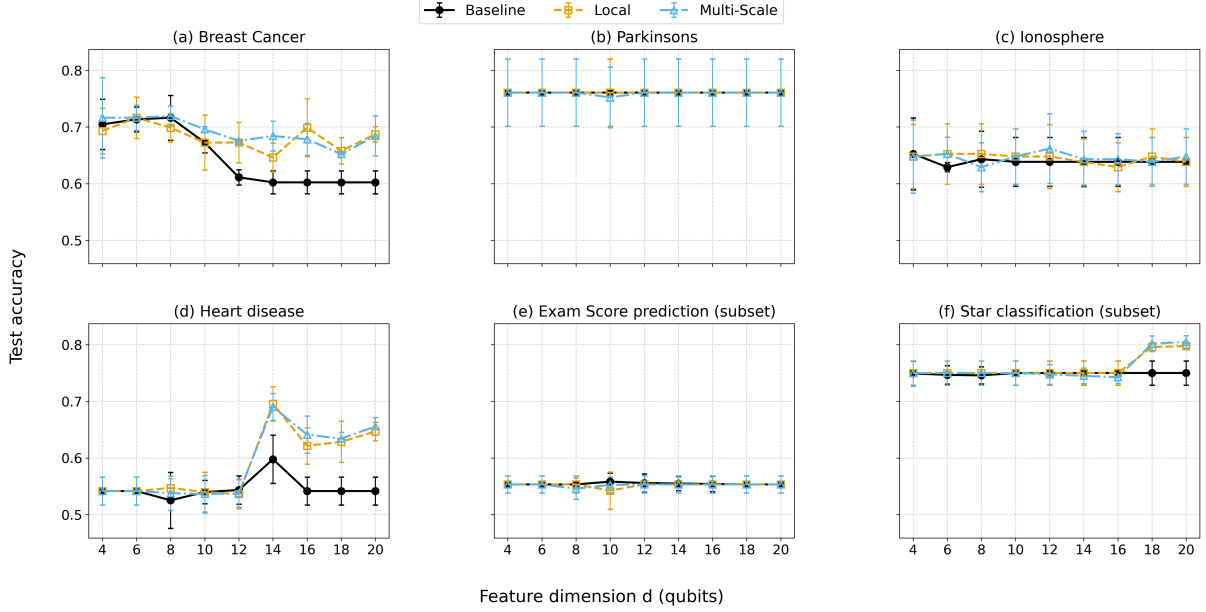 Baseline Local Multi-Scale
(a) Breast Cancer
(b) Parkinsons
(c) Ionosphere
0.8
0.7
0.6
0.5
Test accuracy
(d) Heart disease
(e) Exam Score prediction (subset)
(f) Star classification (subset)
0.8
0.7
0.6
0.5
4 6 8 10 12 14 16 18 20
4 6 8 10 12 14 16 18 20
4 6 8 10 12 14 16 18 20
Feature dimension d (qubits)